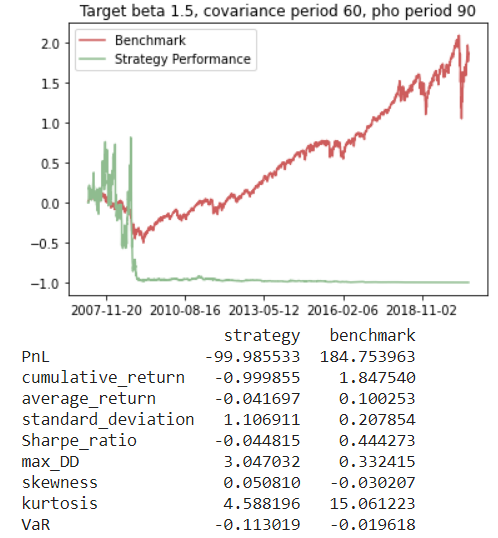 Target beta 1.5, covariance period 60, pho period 90
Benchmark
Strategy Performance
2.0
1.5
1.0
0.5
0.0
−0.5
−1.0
2007-11-20 2010-08-16 2013-05-12 2016-02-06 2018-11-02
strategy benchmark
PnL -99.985533 184.753963
cumulative_return -0.999855 1.847540
average_return -0.041697 0.100253
standard_deviation 1.106911 0.207854
Sharpe_ratio -0.044815 0.444273
max_DD 3.047032 0.332415
skewness 0.050810 -0.030207
kurtosis 4.588196 15.061223
VaR -0.113019 -0.019618